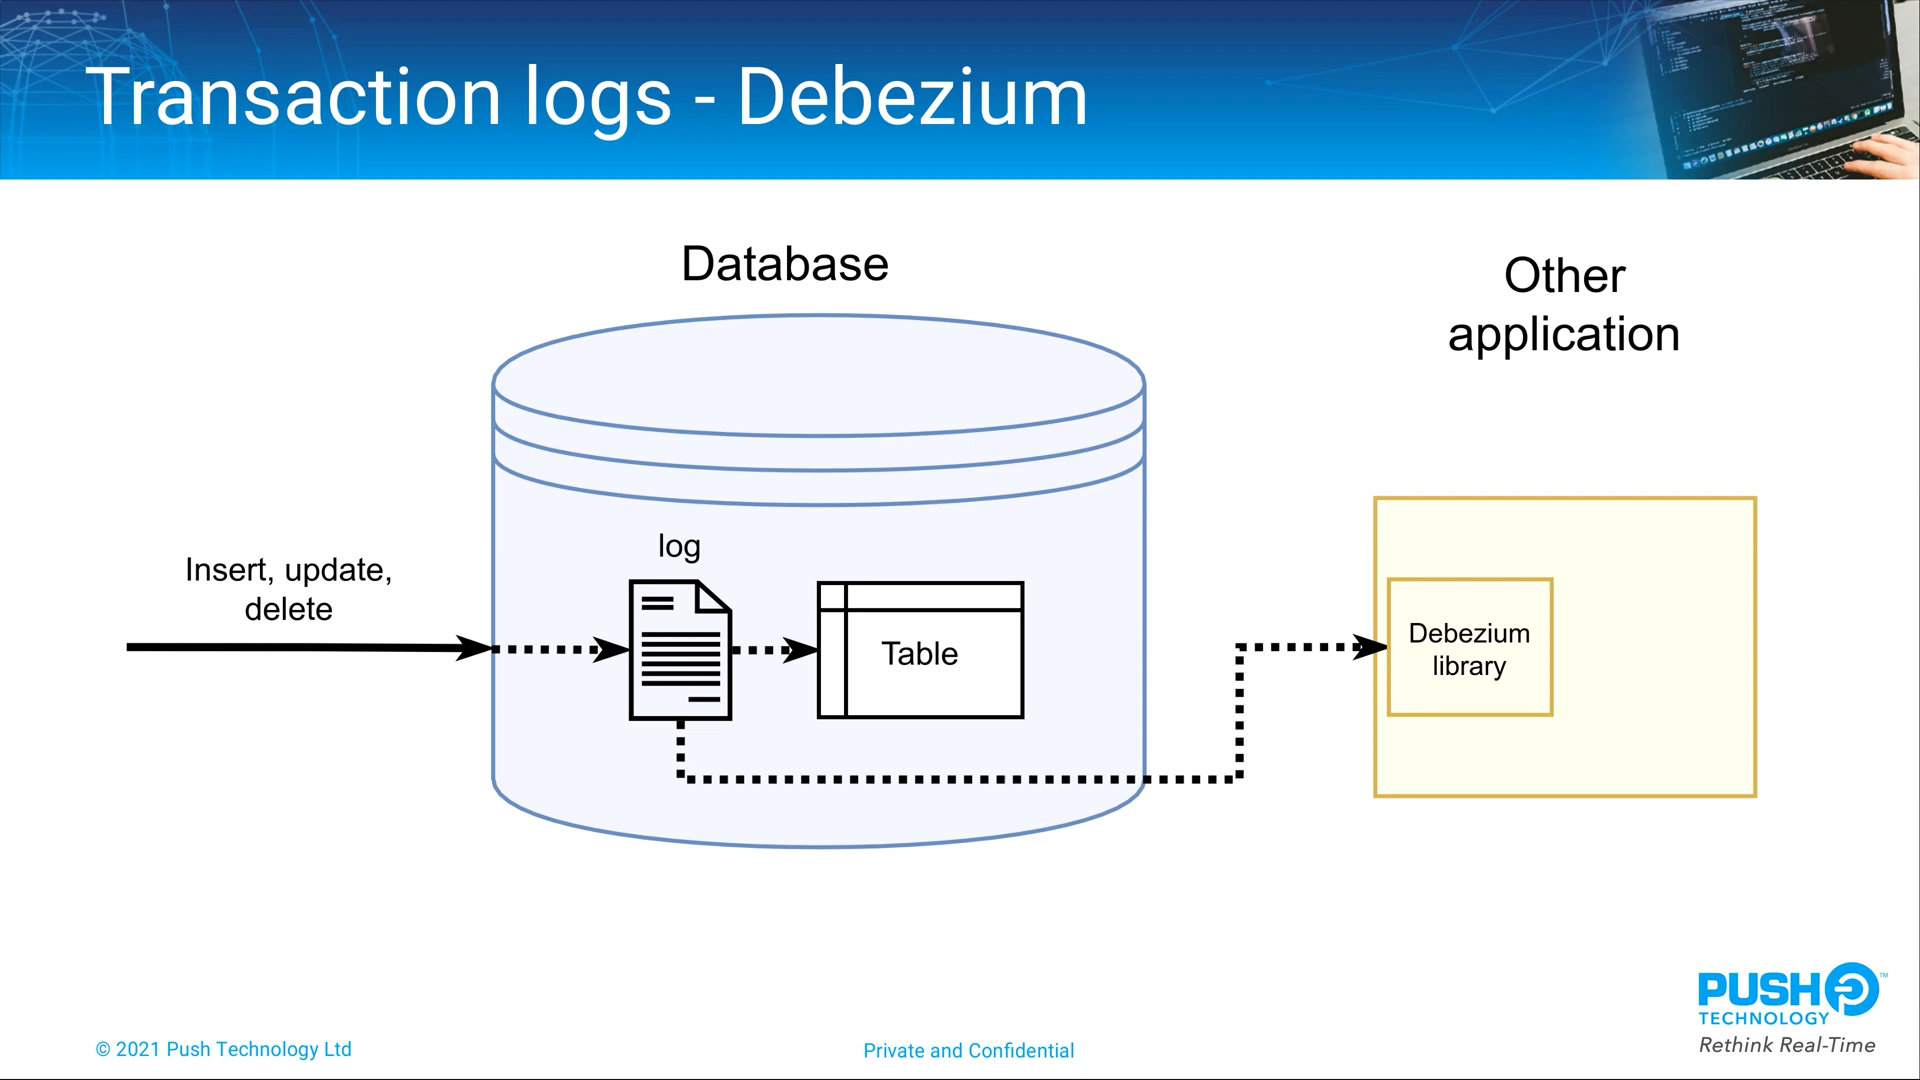 Transaction logs - Debezium
Database
Other
application
Insert, update,
delete
log
Table
Debezium
library
PUSH
TECHNOLOGY
Rethink Real-Time
© 2021 Push Technology Ltd
Private and Confidential